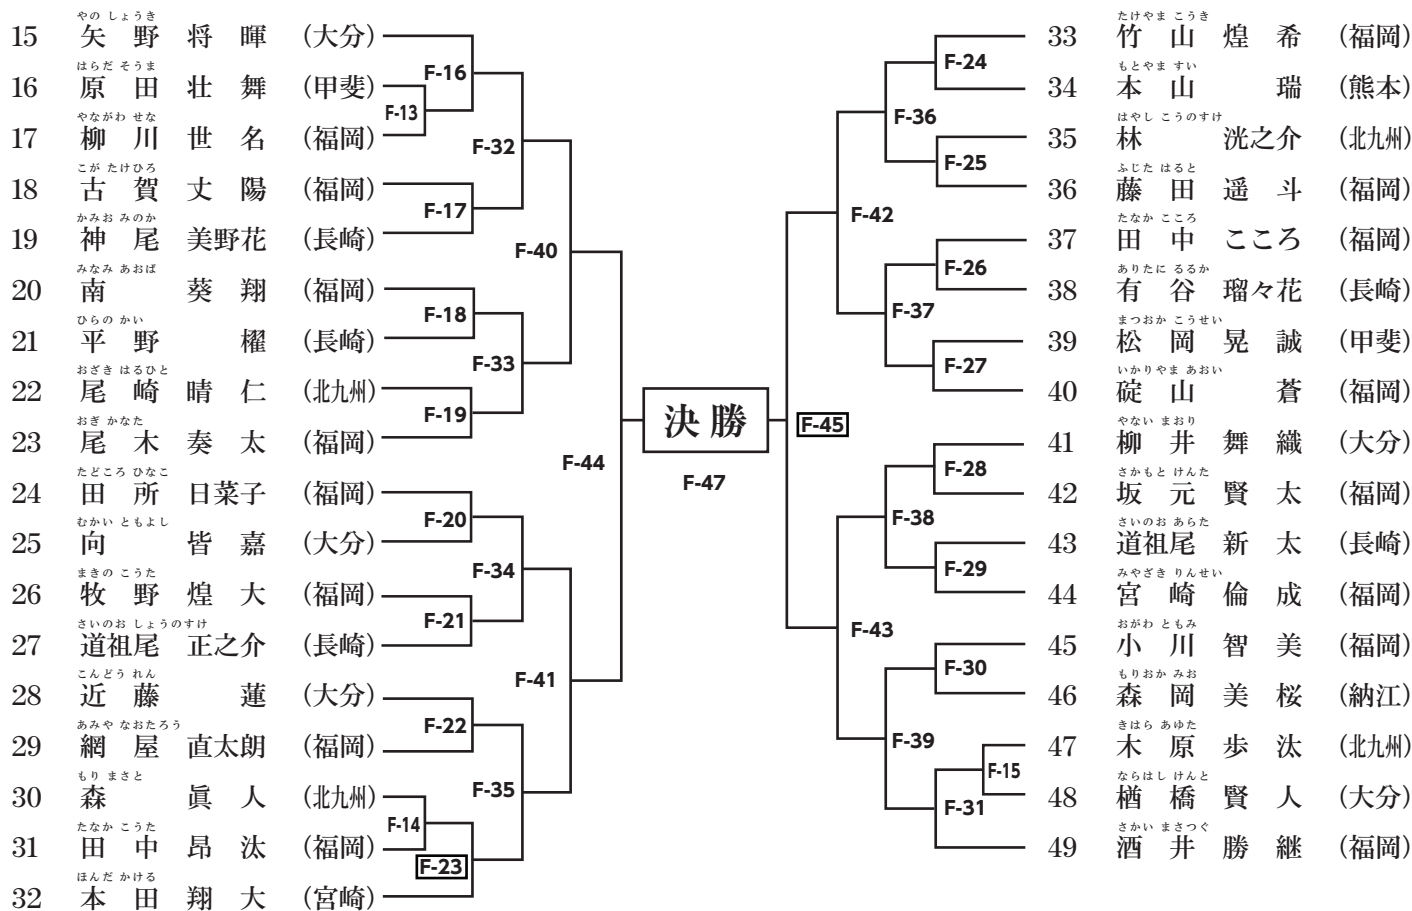 やの しょうき
15 矢野 将暉 （大分）
はらだ そうま
16 原田 壮舞 （甲斐）
やながわ せな
17 柳川 世名 （福岡）
こが たけひろ
18 古賀 丈陽 （福岡）
かみお みのか
19 神尾 美野花 （長崎）
みなみ あおば
20 南 葵翔 （福岡）
ひらの かい
21 平野 櫂 （長崎）
おざき はるひと
22 尾崎 晴仁 （北九州）
おぎ かなた
23 尾木 奏太 （福岡）
たどころ ひなこ
24 田所 日菜子 （福岡）
むかい ともよし
25 向 皆嘉 （大分）
まきの こうた
26 牧野 煌大 （福岡）
さいのお しょうのすけ
27 道祖尾 正之介 （長崎）
こんどう れん
28 近藤 蓮 （大分）
あみや なおたろう
29 網屋 直太朗 （福岡）
もり まさと
30 森 眞人 （北九州）
たなか こうた
31 田中 昂汰 （福岡）
ほんだ かける
32 本田 翔大 （宮崎）
F-13
F-14
F-16
F-17
F-18
F-19
F-20
F-21
F-22
F-23
F-32
F-33
F-34
F-35
F-40
F-41
F-44
決勝
F-47
F-45
F-42
F-43
F-36
F-37
F-38
F-39
F-24
F-25
F-26
F-27
F-28
F-29
F-30
F-31
F-15
たけやま こうき
33 竹山 煌希 （福岡）
もとやま すい
34 本山 瑞 （熊本）
はやし こうのすけ
35 林 洸之介 （北九州）
ふじた はると
36 藤田 遥斗 （福岡）
たなか こころ
37 田中 こころ （福岡）
ありたに るるか
38 有谷 瑠々花 （長崎）
まつおか こうせい
39 松岡 晃誠 （甲斐）
いかりやま あおい
40 碇山 蒼 （福岡）
やない まおり
41 柳井 舞織 （大分）
さかもと けんた
42 坂元 賢太 （福岡）
さいのお あらた
43 道祖尾 新太 （長崎）
みやざき りんせい
44 宮崎 倫成 （福岡）
おがわ ともみ
45 小川 智美 （福岡）
もりおか みお
46 森岡 美桜 （納江）
きはら あゆた
47 木原 歩汰 （北九州）
ならはし けんと
48 楢橋 賢人 （大分）
さかい まさつぐ
49 酒井 勝継 （福岡）